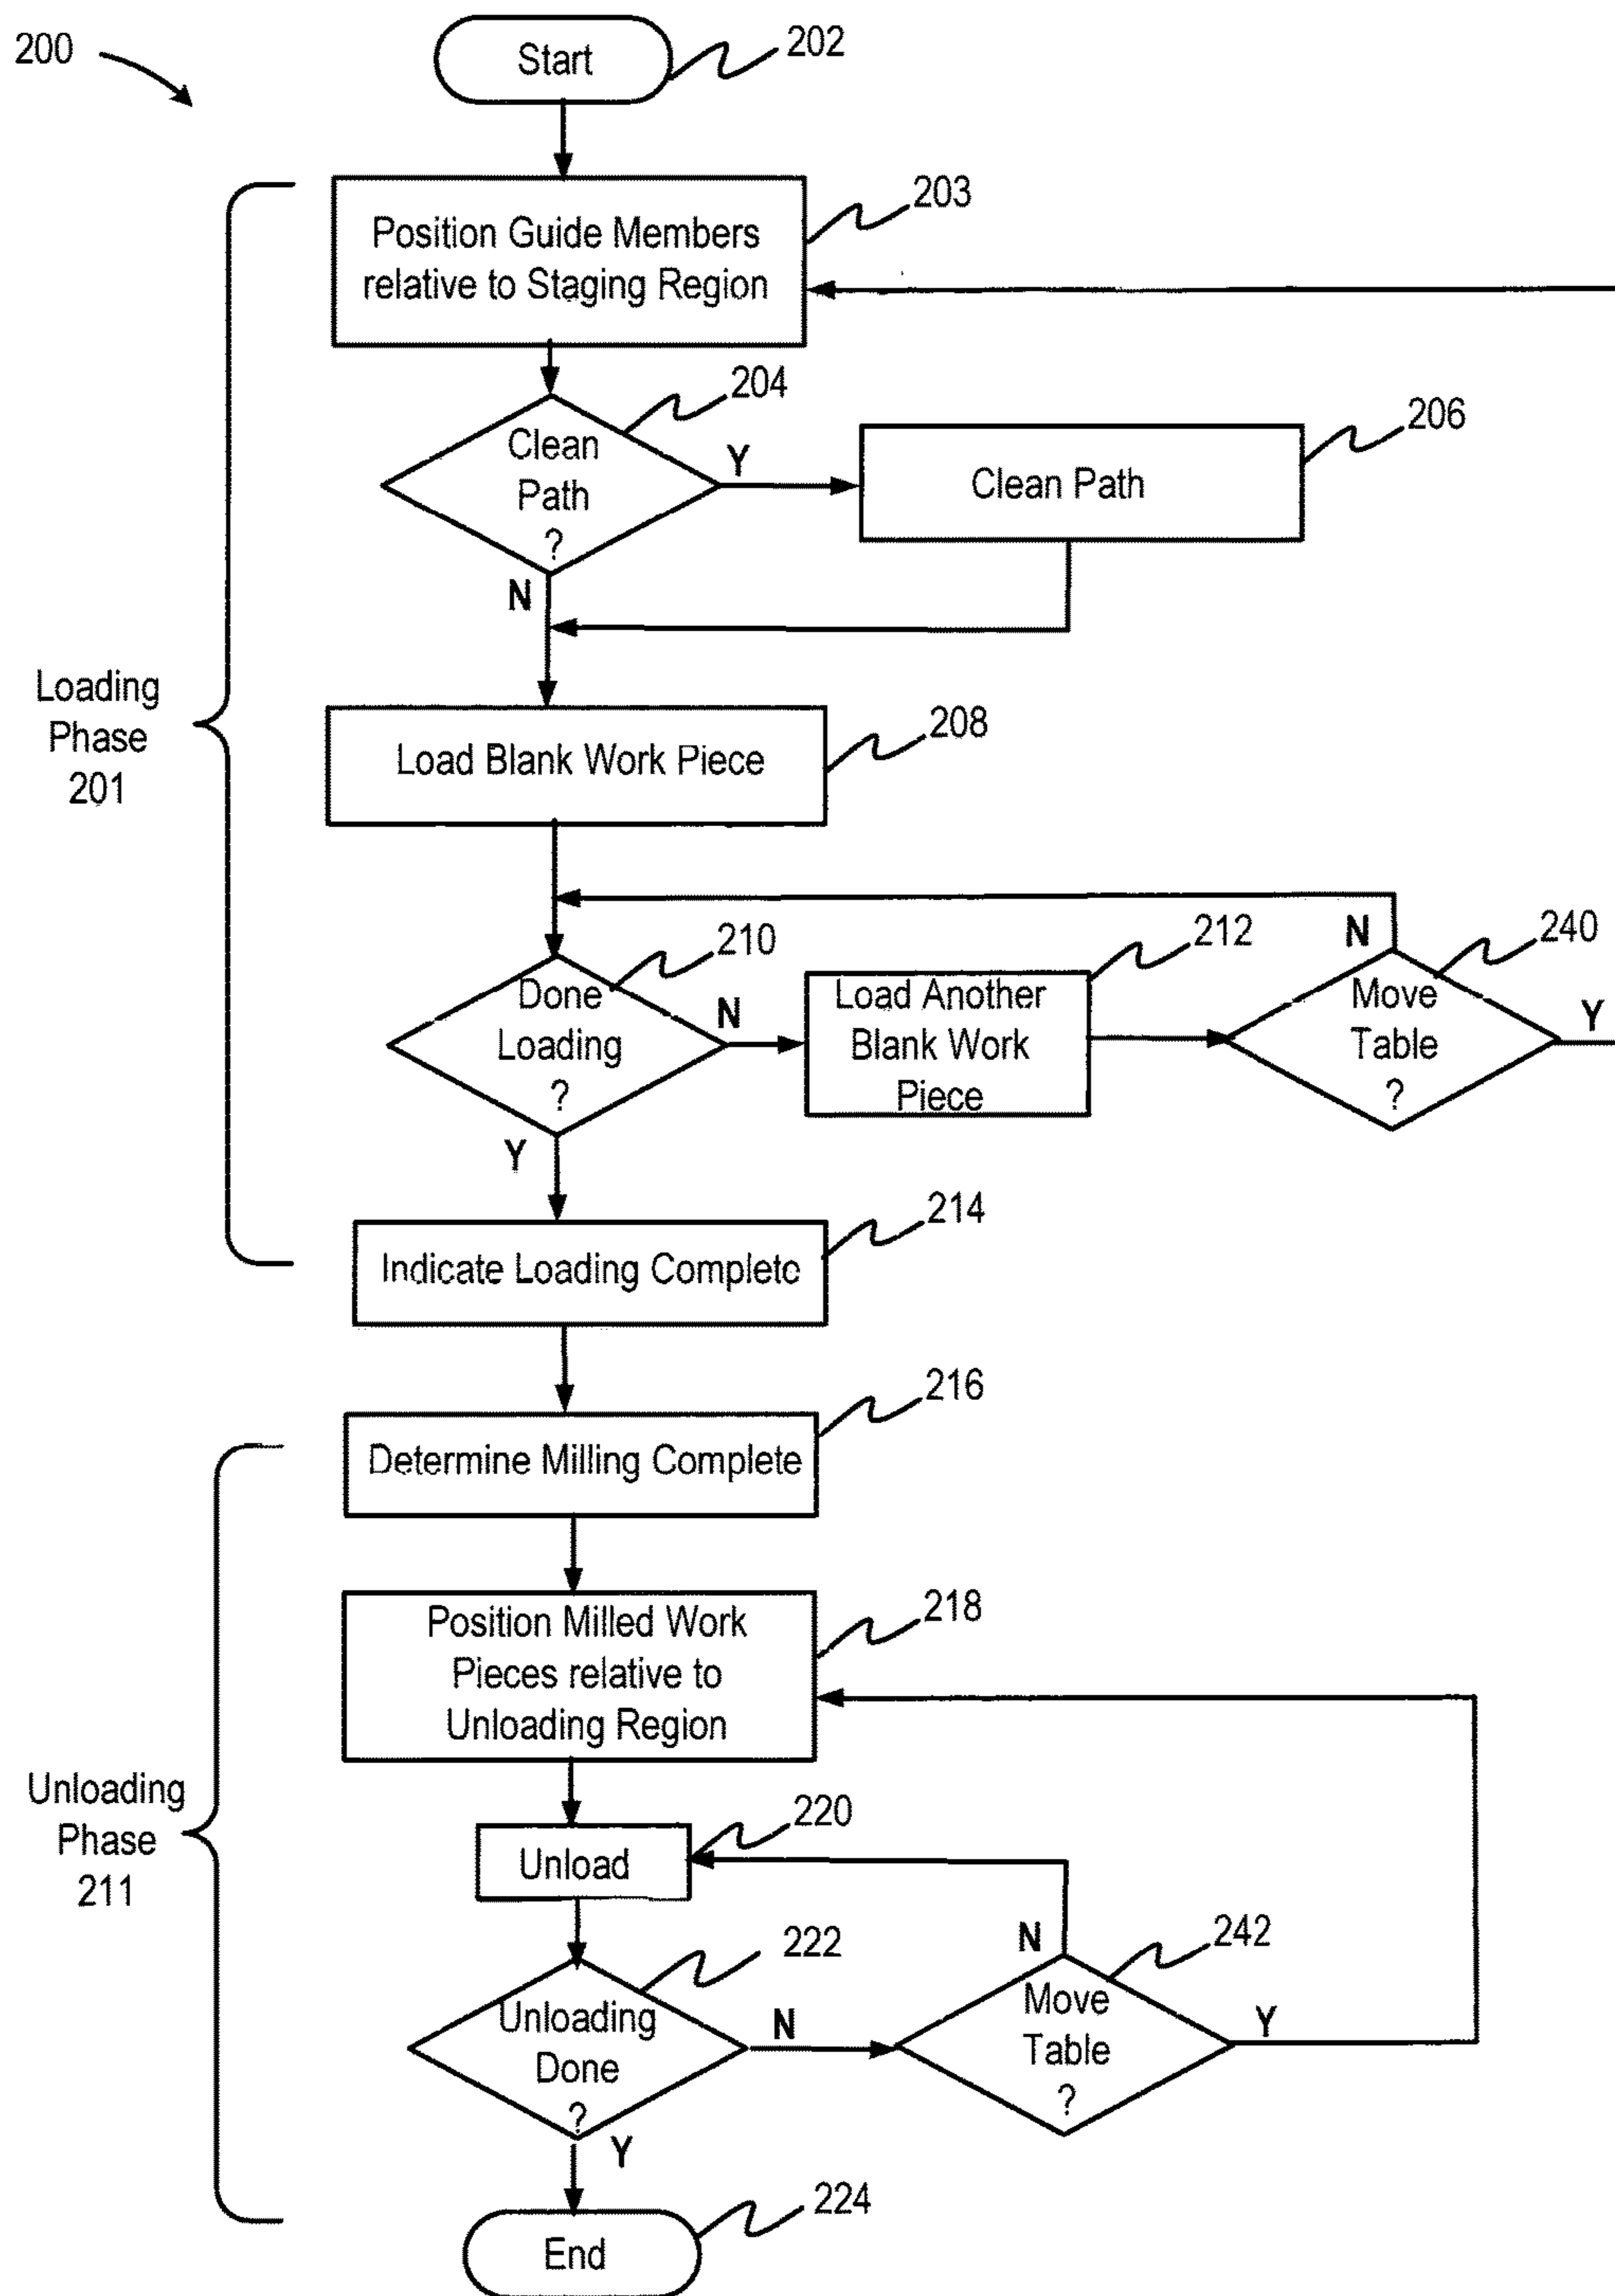 200
Start
202
Position Guide Members
relative to Staging Region
203
Clean
Path
?
204
Y
N
Clean Path
206
Loading
Phase
201
Load Blank Work Piece
208
Done
Loading
?
210
N
Y
Load Another
Blank Work
Piece
212
Move
Table
?
240
N
Y
Indicate Loading Complete
214
Determine Milling Complete
216
Position Milled Work
Pieces relative to
Unloading Region
218
Unloading
Phase
211
Unload
220
Unloading
Done
?
222
N
Y
Move
Table
?
242
N
Y
End
224